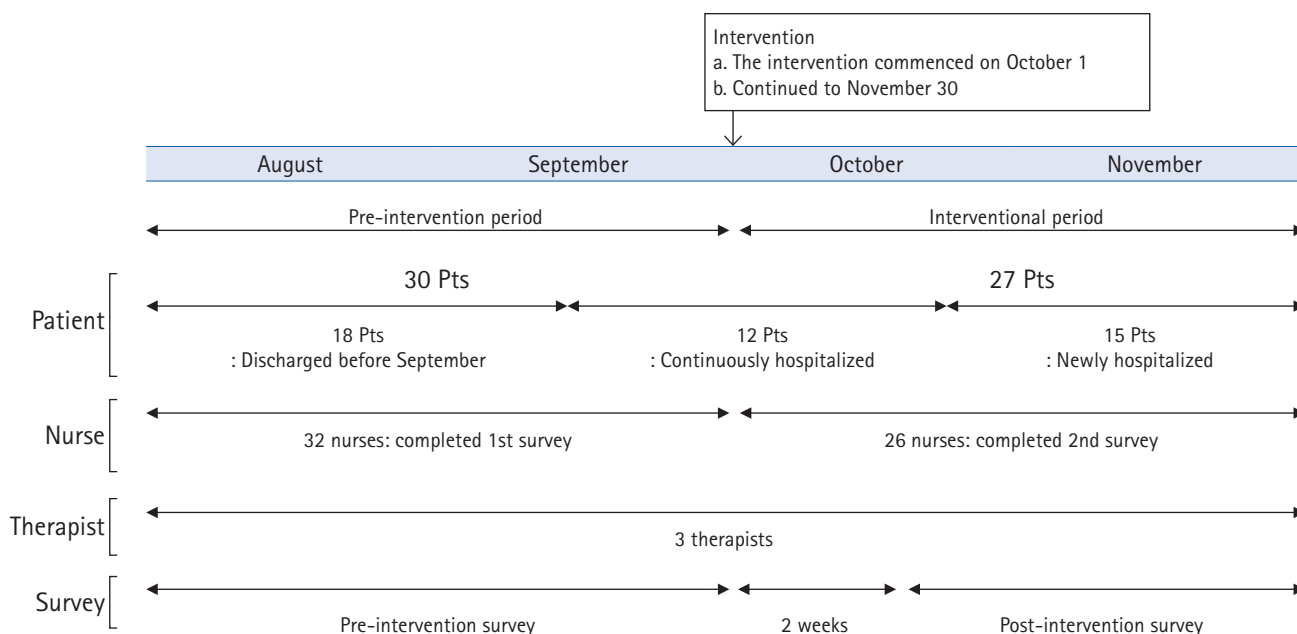 Intervention
a. The intervention commenced on October 1
b. Continued to November 30
August September October November
Pre-intervention period Interventional period
30 Pts 27 Pts
Patient
18 Pts 12 Pts 15 Pts
: Discharged before September : Continuously hospitalized : Newly hospitalized
Nurse
32 nurses: completed 1st survey 26 nurses: completed 2nd survey
Therapist
3 therapists
Survey
Pre-intervention survey 2 weeks Post-intervention survey